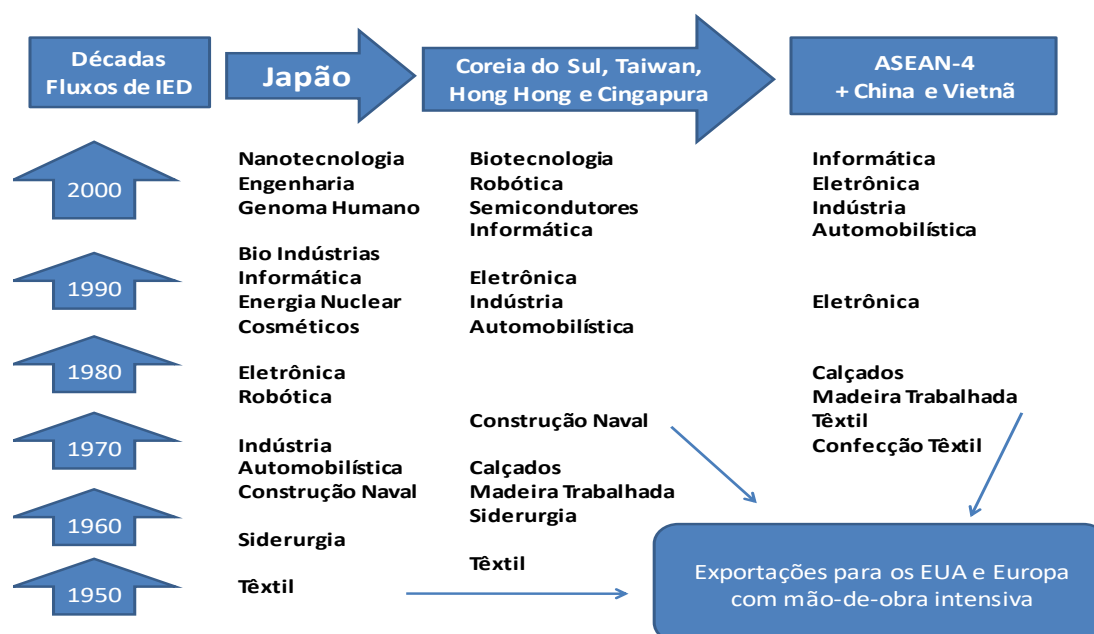 Décadas
Fluxos de IED
Japão
Coreia do Sul, Taiwan,
Hong Hong e Cingapura
ASEAN-4
+ China e Vietnã
2000
Nanotecnologia
Engenharia
Genoma Humano
Biotecnologia
Robótica
Semicondutores
Informática
Informática
Eletrônica
Indústria
Automobilística
1990
Bio Indústrias
Informática
Energia Nuclear
Cosméticos
Eletrônica
Indústria
Automobilística
Eletrônica
1980
Eletrônica
Robótica
Calçados
Madeira Trabalhada
Têxtil
Confecção Têxtil
1970
Indústria
Automobilística
Construção Naval
Construção Naval
Calçados
Madeira Trabalhada
Siderurgia
1960
Siderurgia
Têxtil
1950
Têxtil
Exportações para os EUA e Europa
com mão-de-obra intensiva